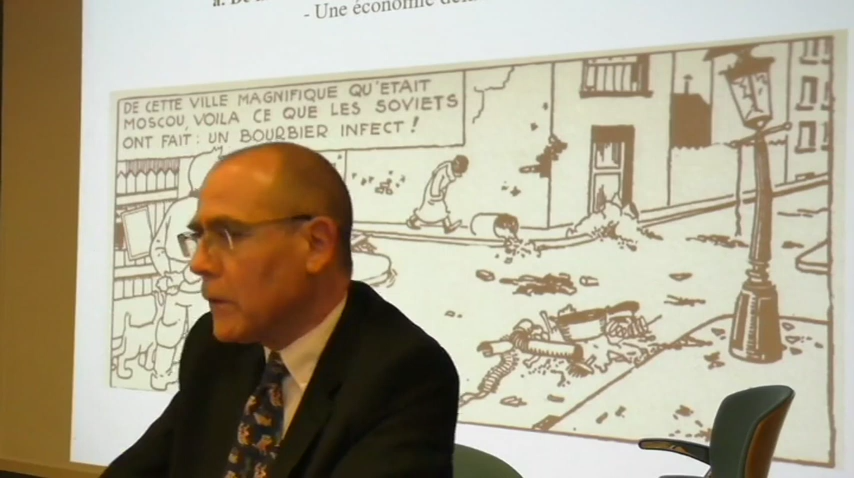 a. De
- Une économie
DE CETTE VILLE MAGNIFIQUE QU'ETAIT
MOSCOU, VOILA CE QUE LES SOVIETS
ONT FAIT : UN BOURBIER INFECT !